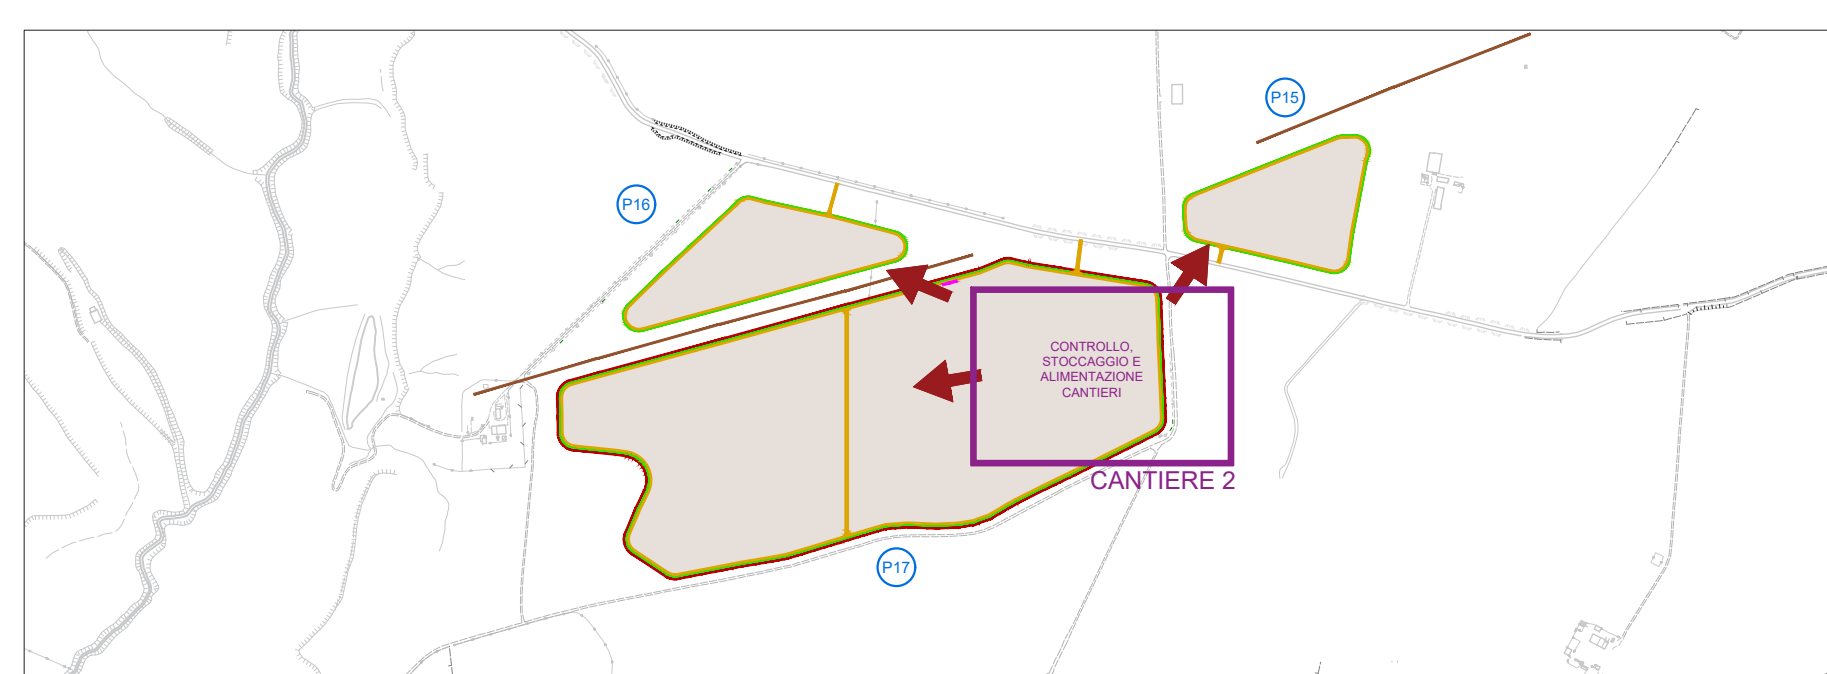 P15
P16
CONTROLLO,
STOCCAGGIO E
ALIMENTAZIONE
CANTIERI
CANTIERE 2
P17